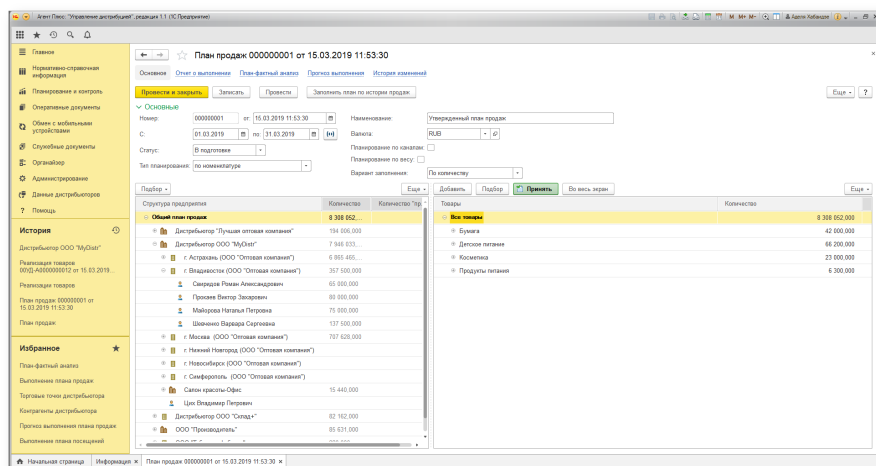 Агент Плюс: "Управление дистрибуцией", редакция 1.1 (1С:Предприятие)
M M+ M-
Адели Хабандея
Главное
Нормативно-справочная информация
Планирование и контроль
Оперативные документы
Обмен с мобильными устройствами
Служебные документы
Органайзер
Администрирование
Данные дистрибьюторов
? Помощь
История
Дистрибьютор ООО "MyDistr"
Реализация товаров
00УД-А0000000012 от 15.03.2019...
Реализация товаров
План продаж 000000001 от
15.03.2019 11:53:30
План продаж
Избранное
План-фактный анализ
Выполнение плана продаж
Торговые точки дистрибьютора
Контрагенты дистрибьютора
Прогноз выполнения плана продаж
Выполнение плана посещений
План продаж 000000001 от 15.03.2019 11:53:30
Основное Отчет о выполнении План-фактный анализ Прогноз выполнения История изменений
Провести и закрыть Записать Провести Заполнить план по истории продаж Еще ?
Основные
Номер: 000000001 от: 15.03.2019 11:53:30 Наименование: Утвержденный план продаж
С: 01.03.2019 по: 31.03.2019 Валюта: RUB
Статус: В подготовке Планирование по каналам:
Планирование по весу:
Тип планирования: по номенклатуре
Вариант заполнения: По количеству
Подбор Еще Добавить Подбор Принять Во весь экран Еще
Структура предприятия Количество Количество "пр... Товары Количество
Общий план продаж 8 308 052,... Все товары 8 308 052,000
Дистрибьютор "Лучшая оптовая компания" 194 006,000 Бумага 42 000,000
Дистрибьютор ООО "MyDistr" 7 946 033,... Детское питание 66 200,000
г. Астрахань (ООО "Оптовая компания") 6 865 465,... Косметика 23 000,000
г. Владивосток (ООО "Оптовая компания") 357 500,000 Продукты питания 6 300,000
Свиридов Роман Александрович 65 000,000
Прокаев Виктор Захарович 80 000,000
Майорова Наталья Петровна 75 000,000
Шевченко Варвара Сергеевна 137 500,000
г. Москва (ООО "Оптовая компания") 707 628,000
г. Нижний Новгород (ООО "Оптовая компания")
г. Новосибирск (ООО "Оптовая компания")
г. Симферополь (ООО "Оптовая компания")
Салон красоты-Офис 15 440,000
Цих Владимир Петрович
Дистрибьютор ООО "Склад+" 82 162,000
ООО "Производитель" 85 631,000
Начальная страница Информация × План продаж 000000001 от 15.03.2019 11:53:30 ×